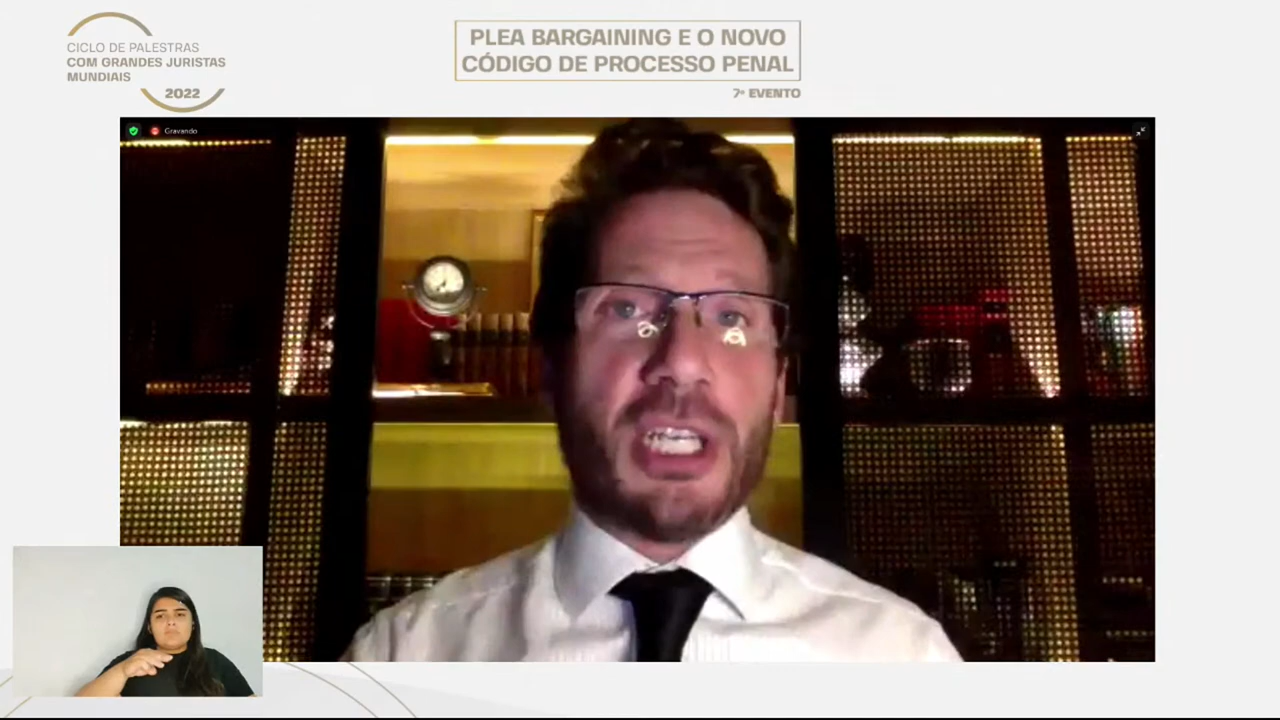 CICLO DE PALESTRAS
COM GRANDES JURISTAS
MUNDIAIS
2022
PLEA BARGAINING E O NOVO
CÓDIGO DE PROCESSO PENAL
7º EVENTO
Gravando